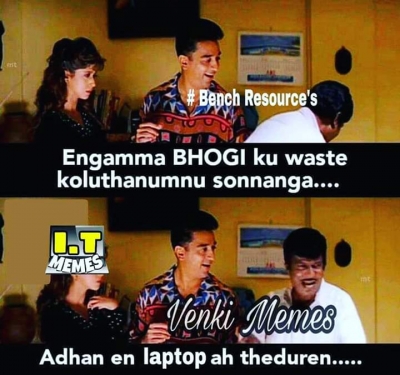 # Bench Resource's
Engamma BHOGI ku waste
koluthanumnu sonnanga....
I.T
MEMES
Venki Memes
Adhan en laptop ah theduren.....